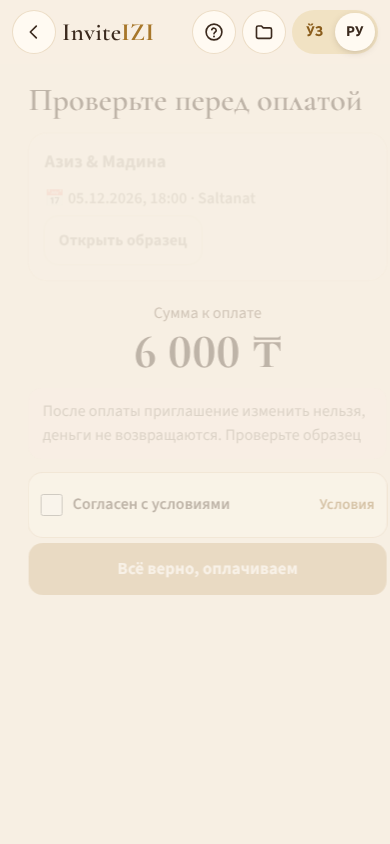 InviteIZI
ЎЗ
РУ
Проверьте перед оплатой
Азиз & Мадина
📅 05.12.2026, 18:00 · Saltanat
Открыть образец
Сумма к оплате
6 000 ₸
После оплаты приглашение изменить нельзя,
деньги не возвращаются. Проверьте образец
Согласен с условиями
Условия
Всё верно, оплачиваем